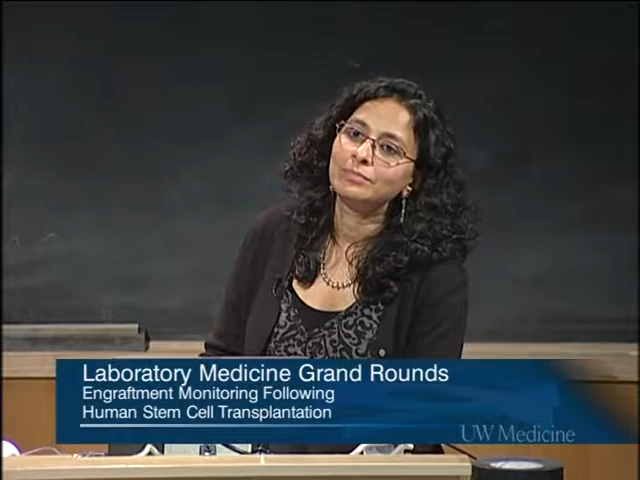 Laboratory Medicine Grand Rounds
Engraftment Monitoring Following
Human Stem Cell Transplantation
UW Medicine